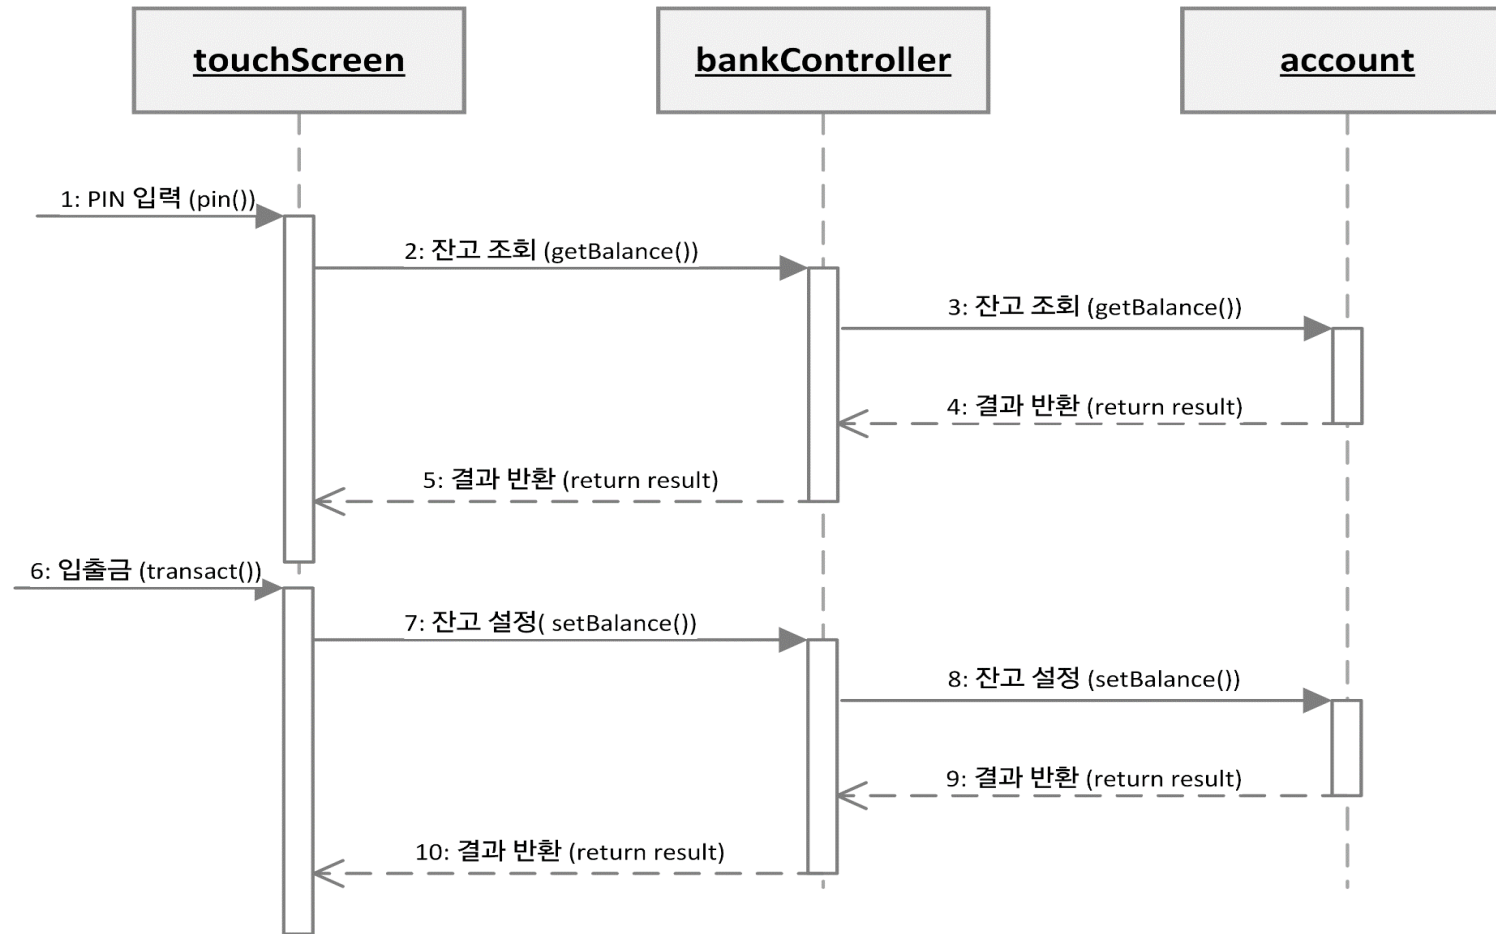 touchScreen
bankController
account
1: PIN 입력 (pin())
2: 잔고 조회 (getBalance())
3: 잔고 조회 (getBalance())
4: 결과 반환 (return result)
5: 결과 반환 (return result)
6: 입출금 (transact())
7: 잔고 설정( setBalance())
8: 잔고 설정 (setBalance())
9: 결과 반환 (return result)
10: 결과 반환 (return result)